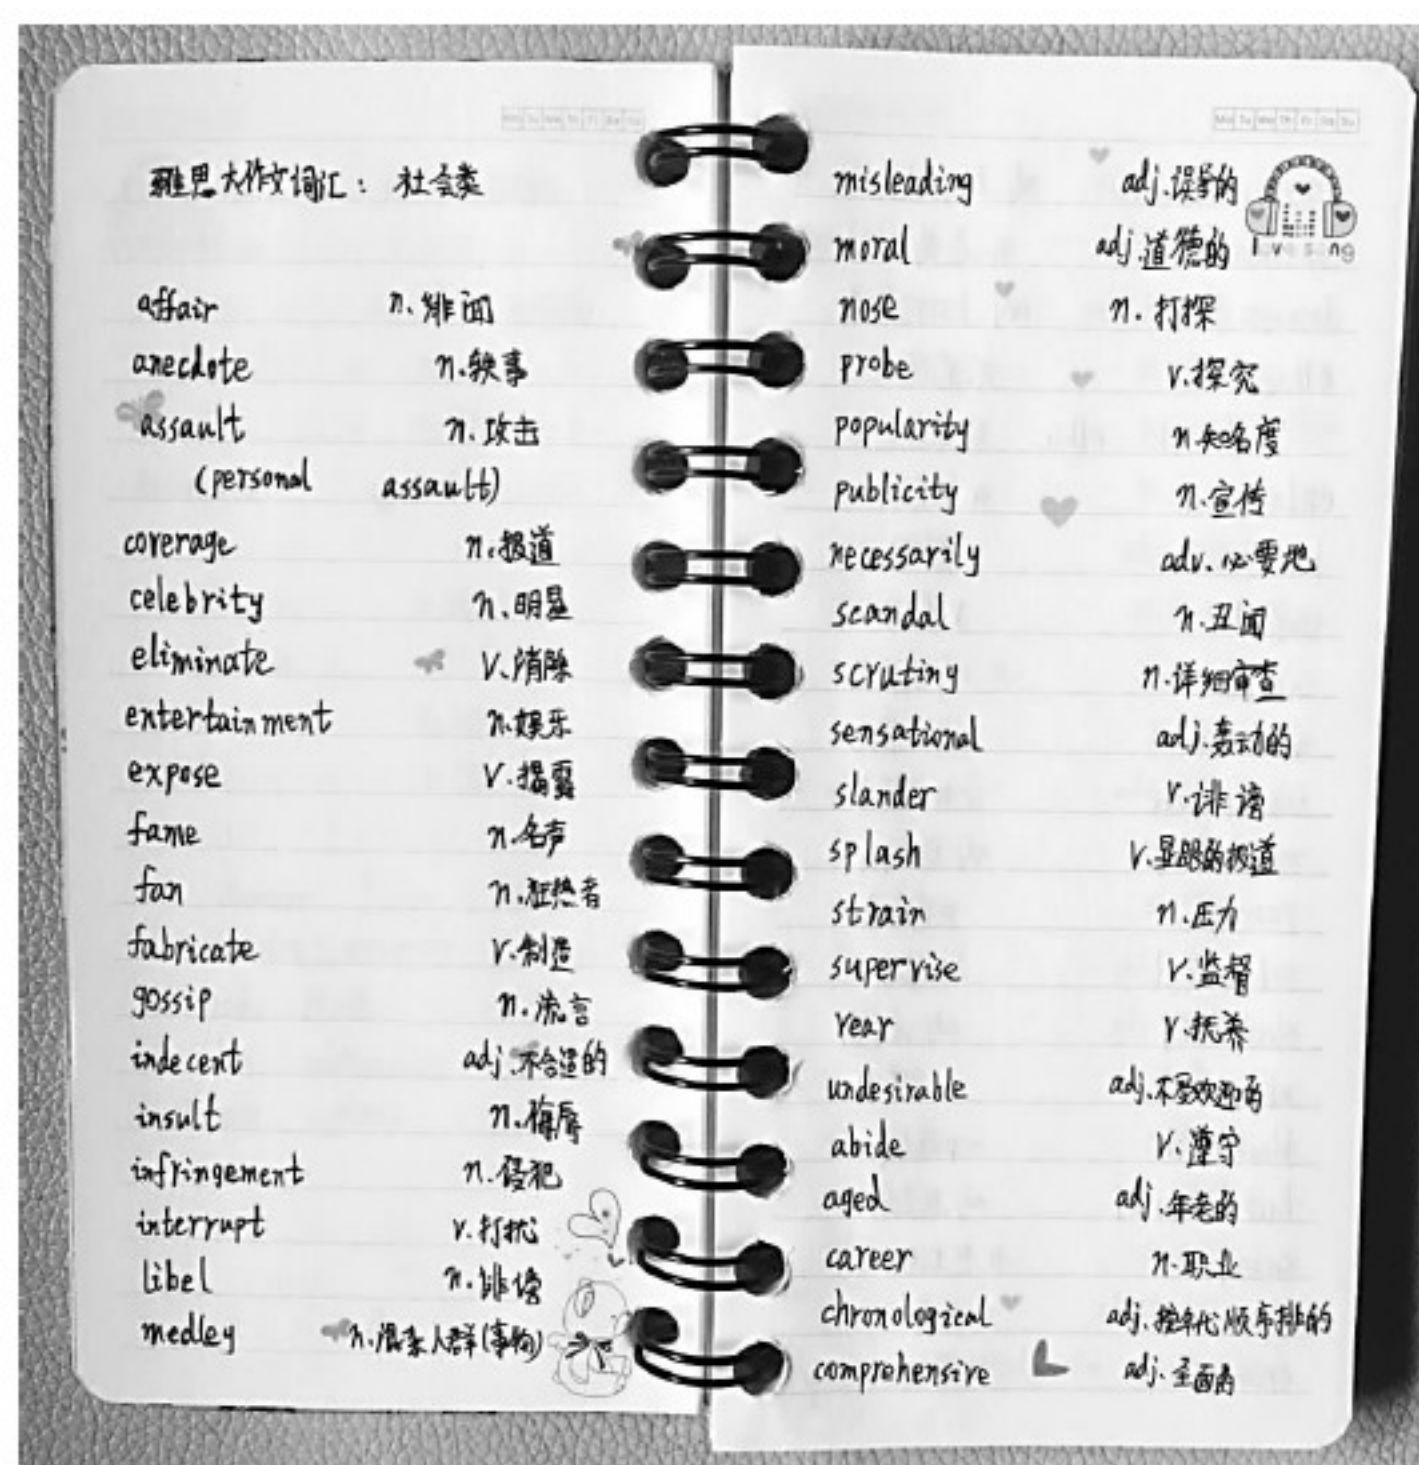 雅思大作文词汇：社会类
affair n.绯闻
anecdote n.轶事
assault n.攻击
(personal assault)
coverage n.报道
celebrity n.明星
eliminate v.消除
entertainment n.娱乐
expose v.揭露
fame n.名声
fan n.狂热者
fabricate v.制造
gossip n.流言
indecent adj.不合适的
insult n.侮辱
infringement n.侵犯
interrupt v.打扰
libel n.诽谤
medley n.混杂人群(事物)
Mo Tu We Th Fr Sa Su
misleading adj.误导的
moral adj.道德的
love song
nose n.打探
probe v.探究
popularity n.知名度
publicity n.宣传
necessarily adv.必要地
scandal n.丑闻
scrutiny n.详细审查
sensational adj.轰动的
slander v.诽谤
splash v.显眼的报道
strain n.压力
supervise v.监督
rear v.抚养
undesirable adj.不受欢迎的
abide v.遵守
aged adj.年老的
career n.职业
chronological adj.按年代顺序排的
comprehensive adj.全面的